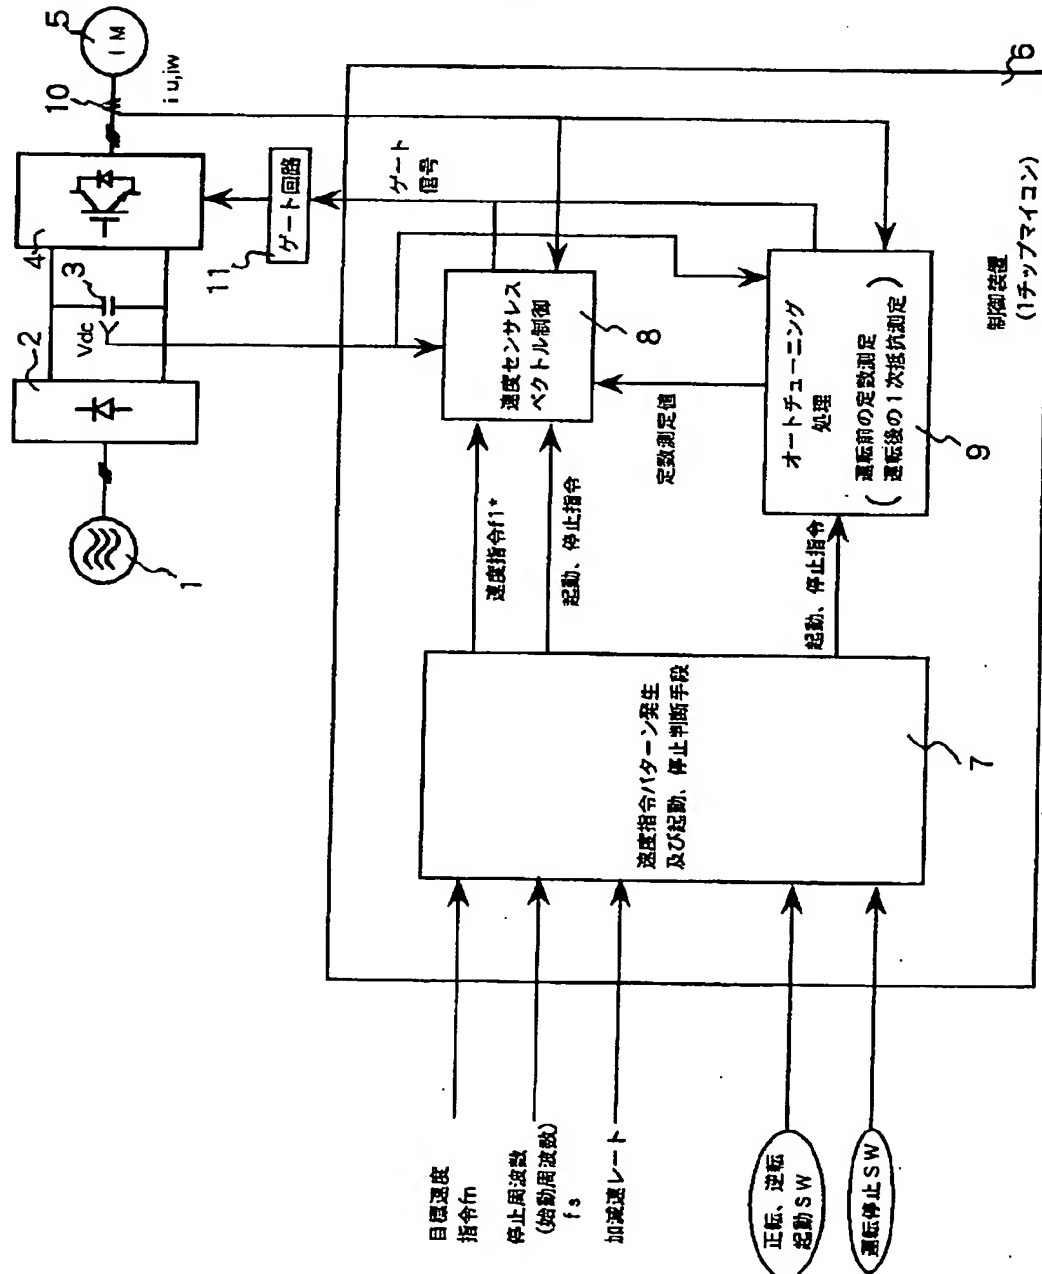 1
2
Vdc
3
4
5
IM
10
iu,iw
11
ゲート回路
ゲート
信号
6
制御装置
(1チップマイコン)
速度センサレス
ベクトル制御
8
オートチューニング
処理
(運転前の定数測定
運転後の1次抵抗測定)
9
定数測定値
速度指令f1*
起動、停止指令
起動、停止指令
速度指令パターン発生
及び起動、停止判断手段
7
目標速度
指令fn
停止周波数
(始動周波数)
fs
加減速レート
正転、逆転
起動SW
運転停止SW